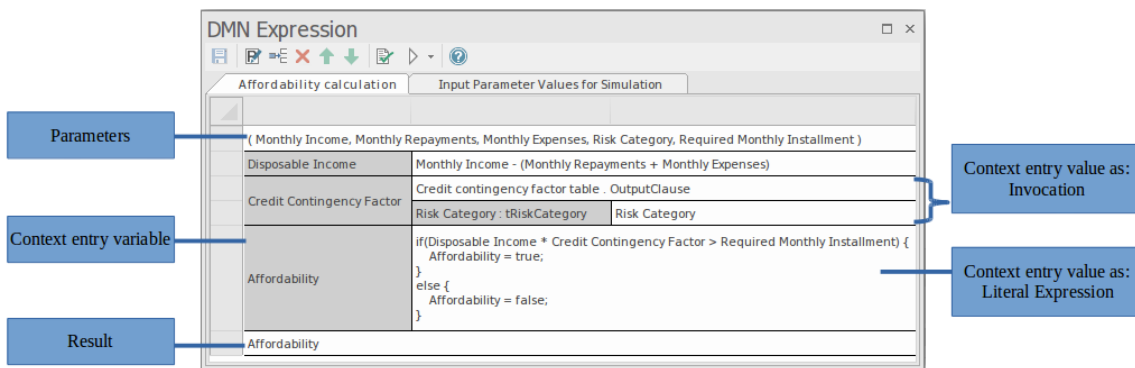 DMN Expression
Affordability calculation
Input Parameter Values for Simulation
Parameters
( Monthly Income, Monthly Repayments, Monthly Expenses, Risk Category, Required Monthly Installment )
Disposable Income
Monthly Income - (Monthly Repayments + Monthly Expenses)
Credit Contingency Factor
Credit contingency factor table . OutputClause
Risk Category : tRiskCategory
Risk Category
Context entry value as:
Invocation
Context entry variable
Affordability
if(Disposable Income * Credit Contingency Factor > Required Monthly Installment) {
Affordability = true;
}
else {
Affordability = false;
}
Context entry value as:
Literal Expression
Result
Affordability